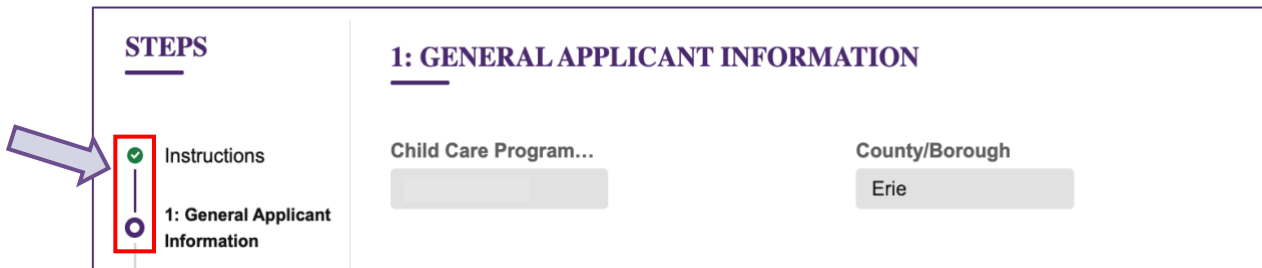 STEPS
1: GENERAL APPLICANT INFORMATION
Instructions
1: General Applicant
Information
Child Care Program...
County/Borough
Erie